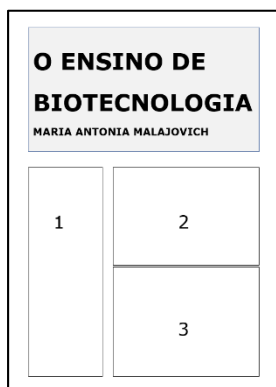 O ENSINO DE
BIOTECNOLOGIA
MARIA ANTONIA MALAJOVICH
1
2
3